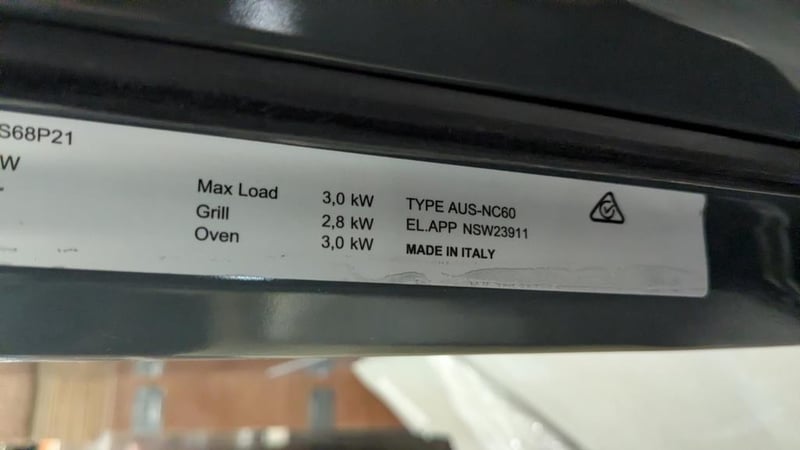 S68P21
W
Max Load 3,0 kW
Grill 2,8 kW
Oven 3,0 kW
TYPE AUS-NC60
EL.APP NSW23911
MADE IN ITALY